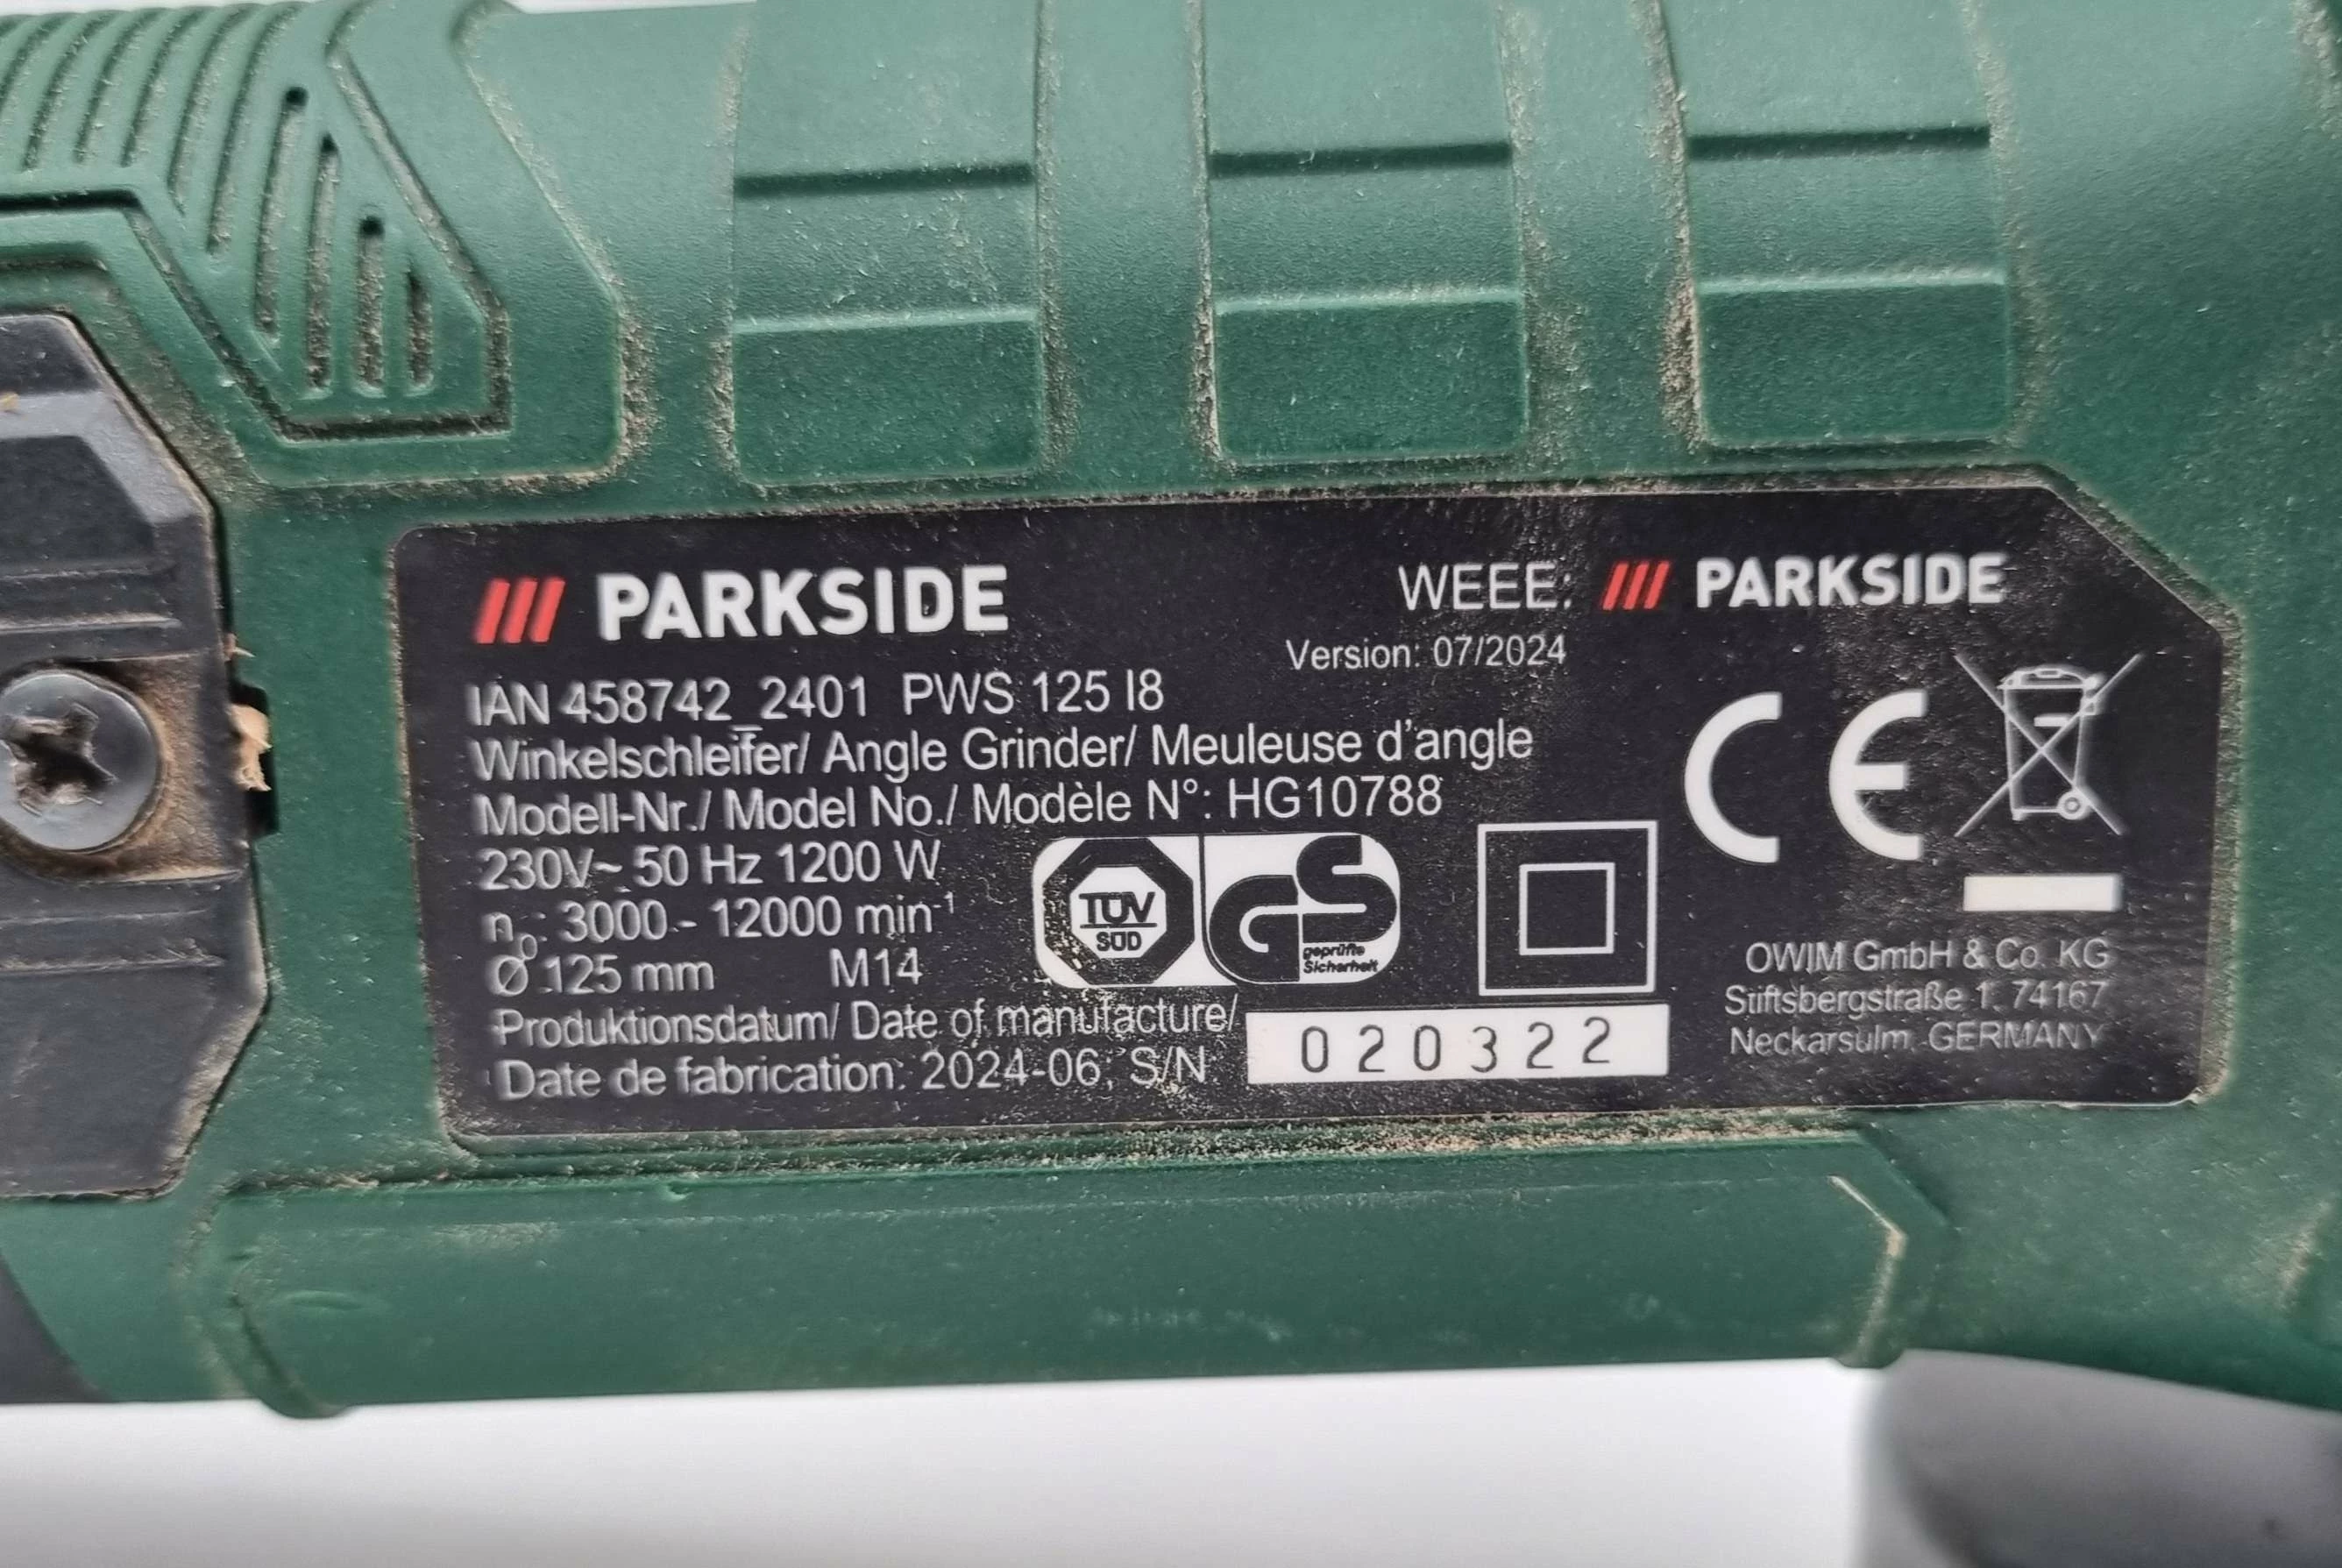 PARKSIDE
IAN 458742_2401 PWS 125 I8
Winkelschleifer/ Angle Grinder/ Meuleuse d'angle
Modell-Nr./ Model No./ Modèle N°: HG10788
230V~ 50 Hz 1200 W
n₀: 3000 - 12000 min⁻¹
Ø 125 mm M14
Produktionsdatum/ Date of manufacture/
Date de fabrication: 2024-06, S/N
020322
WEEE: PARKSIDE
Version: 07/2024
TÜV
SÜD
GS
geprüfte
Sicherheit
CE
OWIM GmbH & Co. KG
Stiftsbergstraße 1, 74167
Neckarsulm, GERMANY